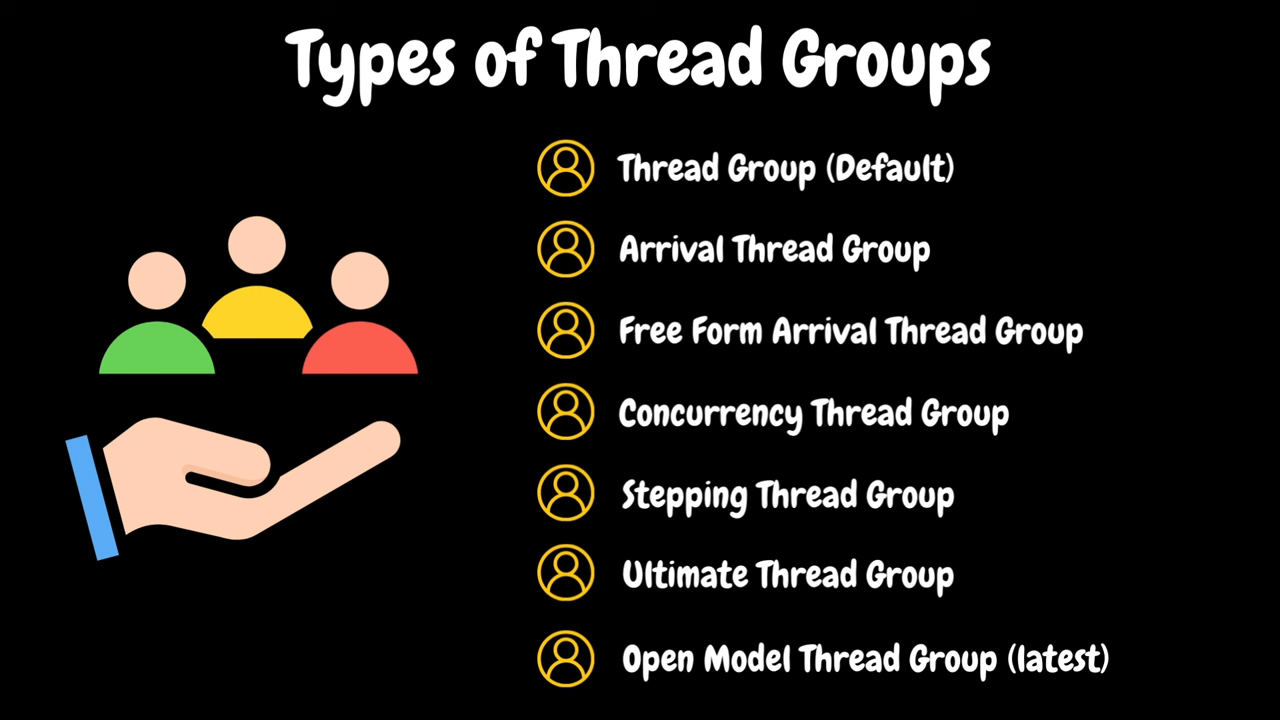 Types of Thread Groups
Thread Group (Default)
Arrival Thread Group
Free Form Arrival Thread Group
Concurrency Thread Group
Stepping Thread Group
Ultimate Thread Group
Open Model Thread Group (latest)